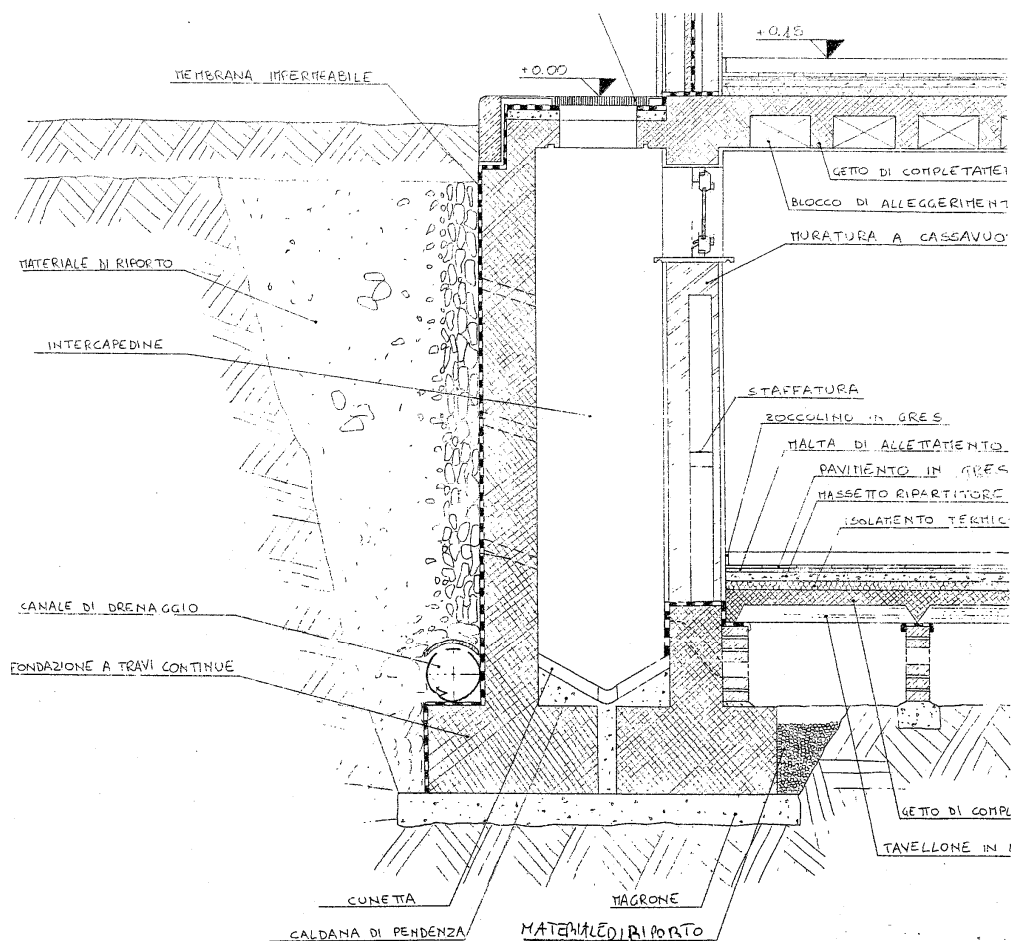 +0.15
+0.00
MEMBRANA IMPERMEABILE
GETTO DI COMPLETAMEN
BLOCCO DI ALLEGGERIMENT
MURATURA A CASSAVUO
MATERIALE DI RIPORTO
INTERCAPEDINE
STAFFATURA
ZOCCOLINO IN GRES
MALTA DI ALLETTAMENTO
PAVIMENTO IN GRES
MASSETTO RIPARTITORE
ISOLAMENTO TERMIC
CANALE DI DRENAGGIO
FONDAZIONE A TRAVI CONTINUE
GETTO DI COMPL
TAVELLONE IN
CUNETTA
MAGRONE
CALDANA DI PENDENZA
MATERIALE DI RIPORTO